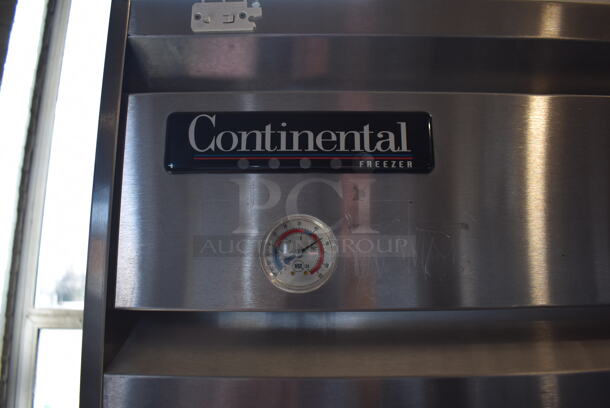 Continental
FREEZER
PCI
AUCTION GROUP